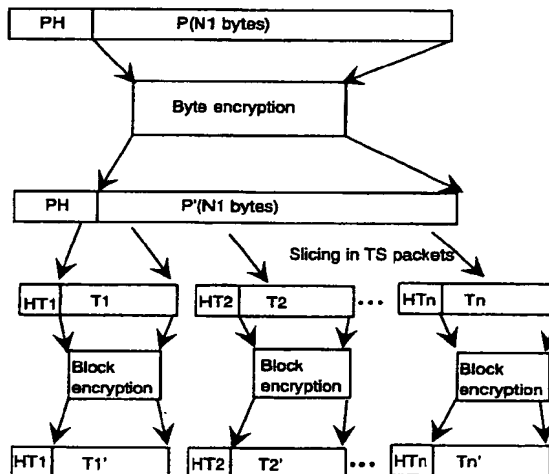 PH P(N1 bytes)
Byte encryption
PH P'(N1 bytes)
Slicing in TS packets
HT1 T1 HT2 T2 ••• HTn Tn
Block encryption Block encryption Block encryption
HT1 T1' HT2 T2' ••• HTn Tn'